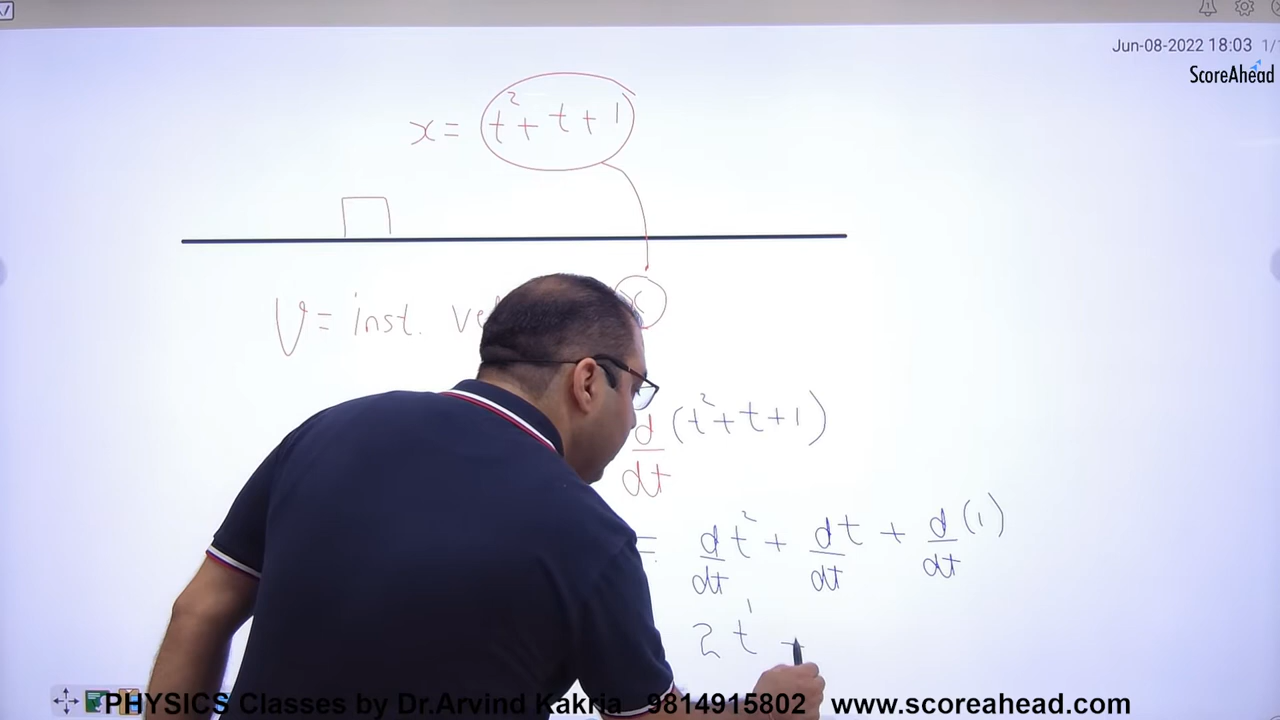 Jun-08-2022 18:03 1/
ScoreAhead
x = t² + t + 1
V = inst. ve
x
d/dt (t² + t + 1)
= d/dt t² + d/dt t + d/dt (1)
2 t¹ +
PHYSICS Classes by Dr.Arvind Kakria 9814915802 www.scoreahead.com